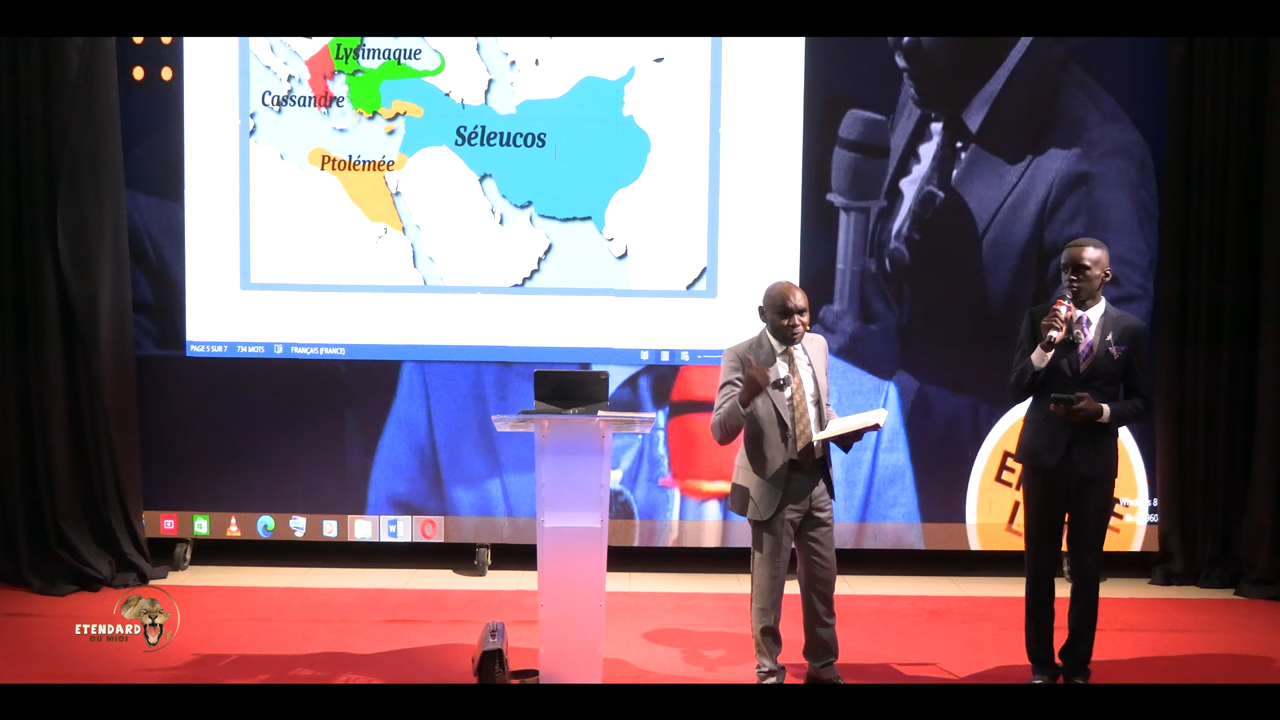 Lysimaque
Cassandre
Séleucos
Ptolémée
PAGE 5 SUR 7 734 MOTS FRANÇAIS (FRANCE)
ETENDARD
DU MIDI